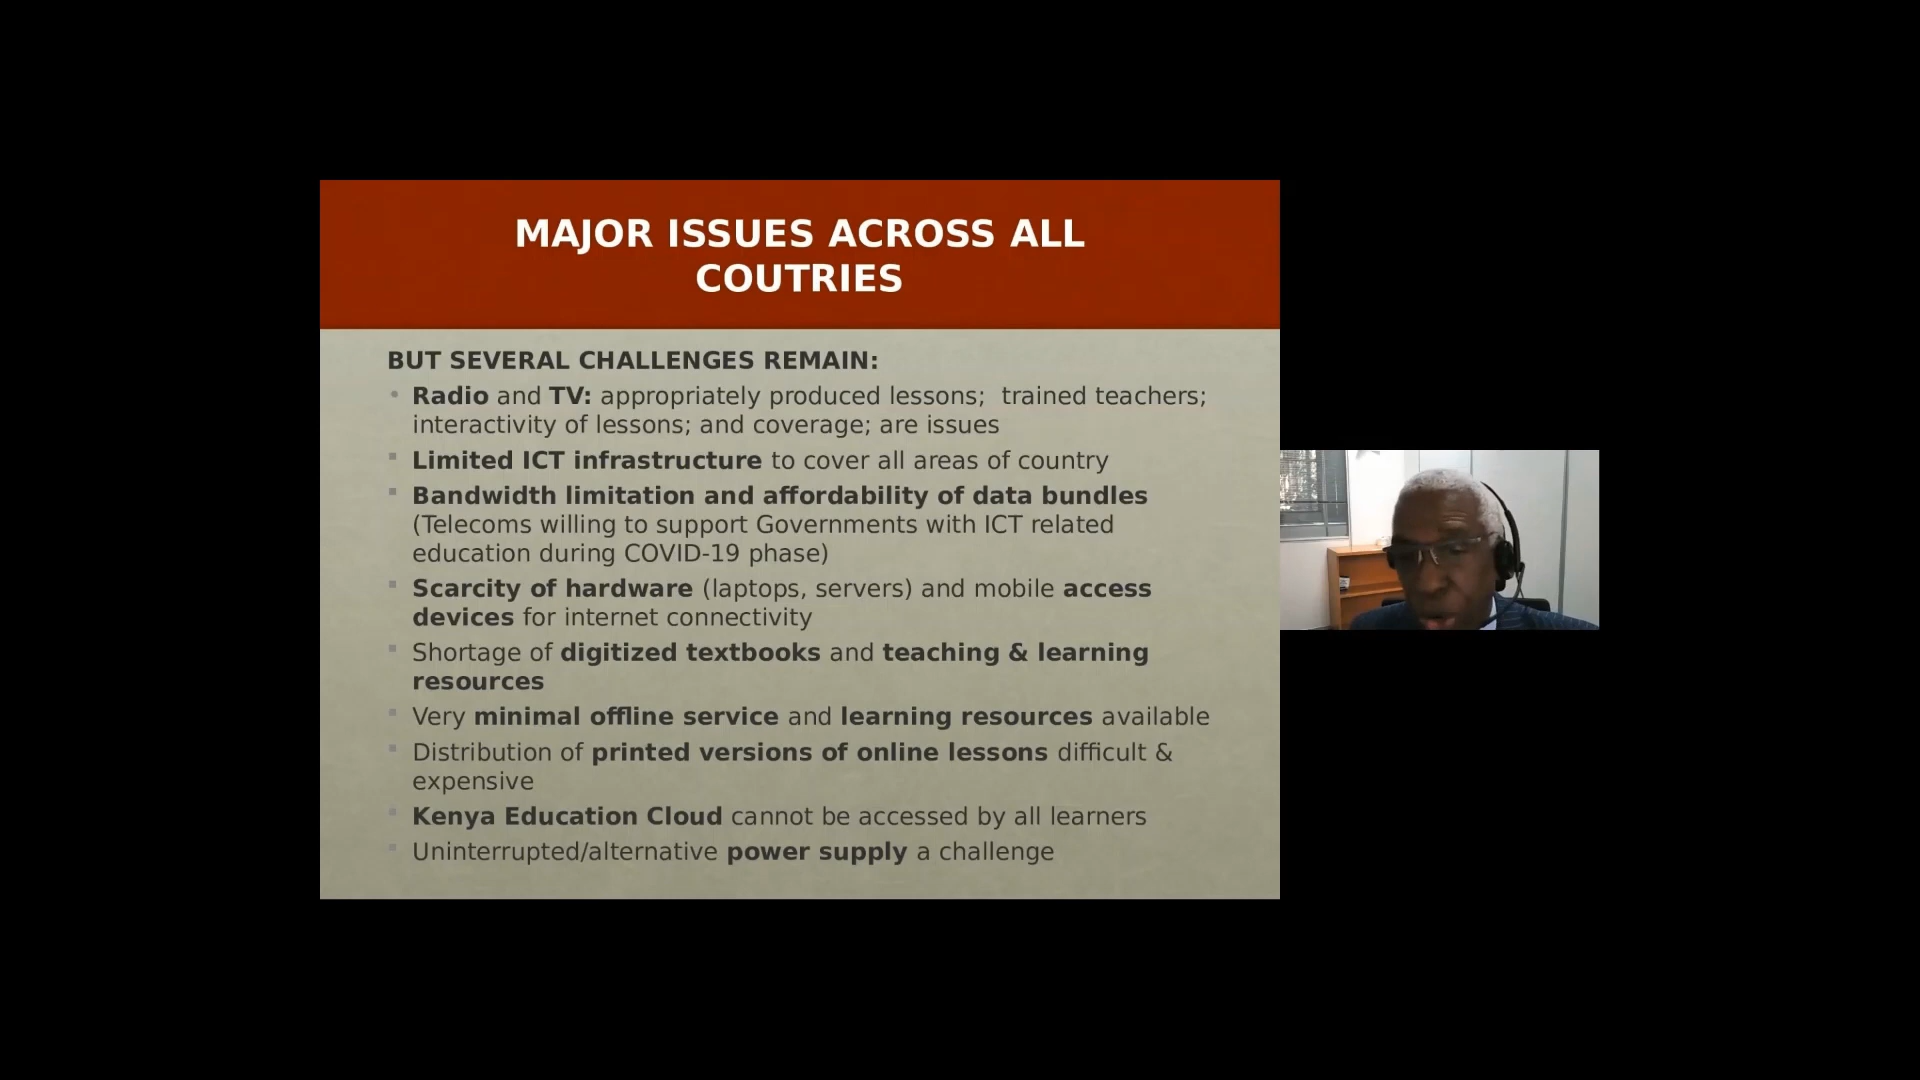 MAJOR ISSUES ACROSS ALL
COUTRIES
BUT SEVERAL CHALLENGES REMAIN:
• Radio and TV: appropriately produced lessons;  trained teachers;
interactivity of lessons; and coverage; are issues
▪ Limited ICT infrastructure to cover all areas of country
▪ Bandwidth limitation and affordability of data bundles
(Telecoms willing to support Governments with ICT related
education during COVID-19 phase)
▪ Scarcity of hardware (laptops, servers) and mobile access
devices for internet connectivity
▪ Shortage of digitized textbooks and teaching & learning
resources
▪ Very minimal offline service and learning resources available
▪ Distribution of printed versions of online lessons difficult &
expensive
▪ Kenya Education Cloud cannot be accessed by all learners
▪ Uninterrupted/alternative power supply a challenge